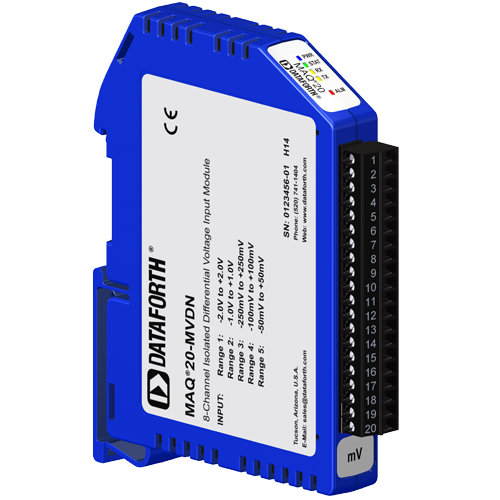 PWR
STAT
RX
TX
ALM
MAQ®20
DATAFORTH
CE
DATAFORTH®
MAQ®20-MVDN
8-Channel Isolated Differential Voltage Input Module
INPUT:
Range 1: -2.0V to +2.0V
Range 2: -1.0V to +1.0V
Range 3: -250mV to +250mV
Range 4: -100mV to +100mV
Range 5: -50mV to +50mV
SN: 0123456-01 H14
Tucson, Arizona, U.S.A. Phone: (520) 741-1404
E-Mail: sales@dataforth.com Web: www.dataforth.com
1
2
3
4
5
6
7
8
9
10
11
12
13
14
15
16
17
18
19
20
mV